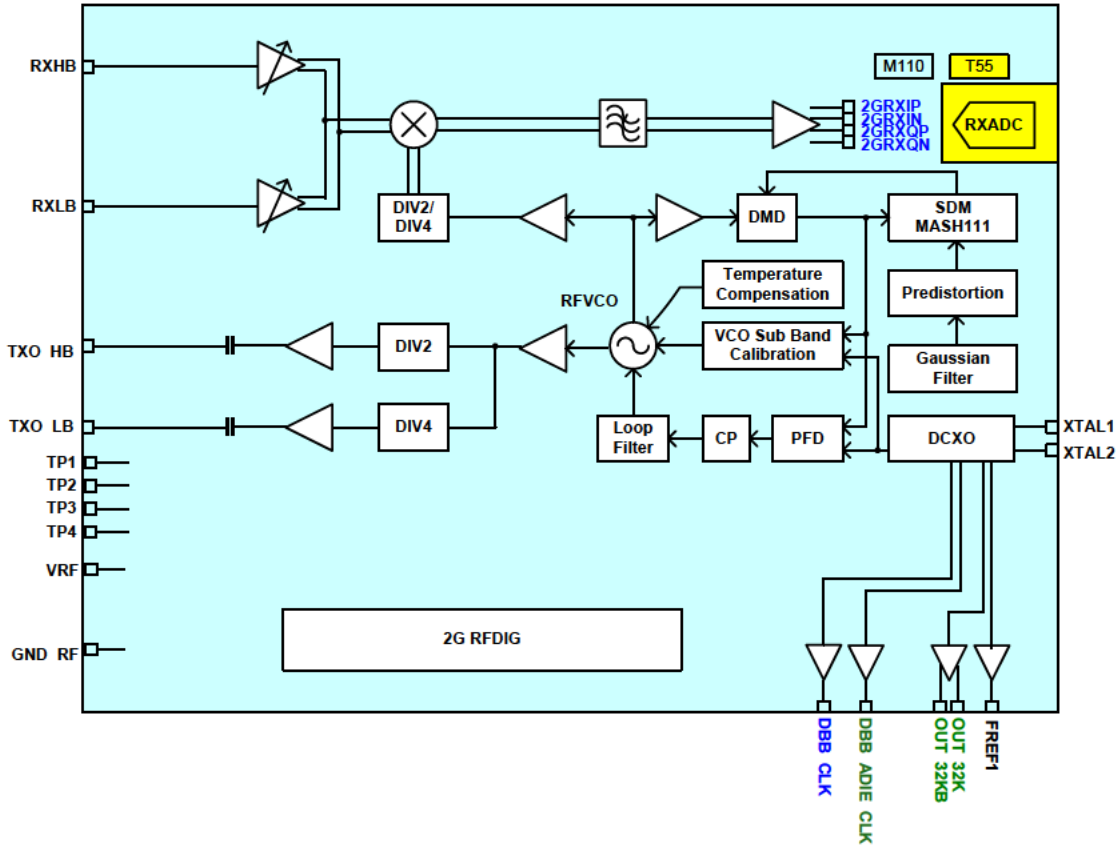 RXHB
M110
T55
2GRXIP
2GRXIN
2GRXQP
2GRXQN
RXADC
RXLB
DIV2/
DIV4
DMD
SDM
MASH111
Temperature
Compensation
Predistortion
RFVCO
TXO HB
DIV2
VCO Sub Band
Calibration
Gaussian
Filter
TXO LB
DIV4
Loop
Filter
CP
PFD
DCXO
XTAL1
XTAL2
TP1
TP2
TP3
TP4
VRF
GND RF
2G RFDIG
DBB CLK
DBB ADIE CLK
OUT 32KB
OUT 32K
FREF1